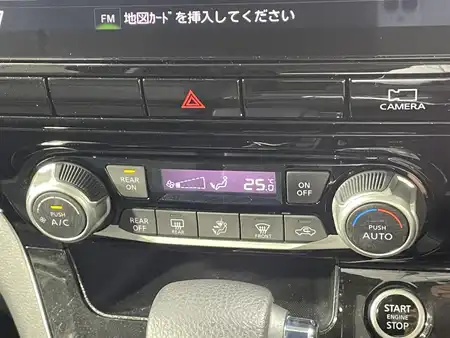 FM 地図ｶｰﾄﾞを挿入してください
CAMERA
REAR
ON
25.0
℃
ON
OFF
PUSH
A/C
REAR
OFF
REAR
FRONT
PUSH
AUTO
START
ENGINE
STOP